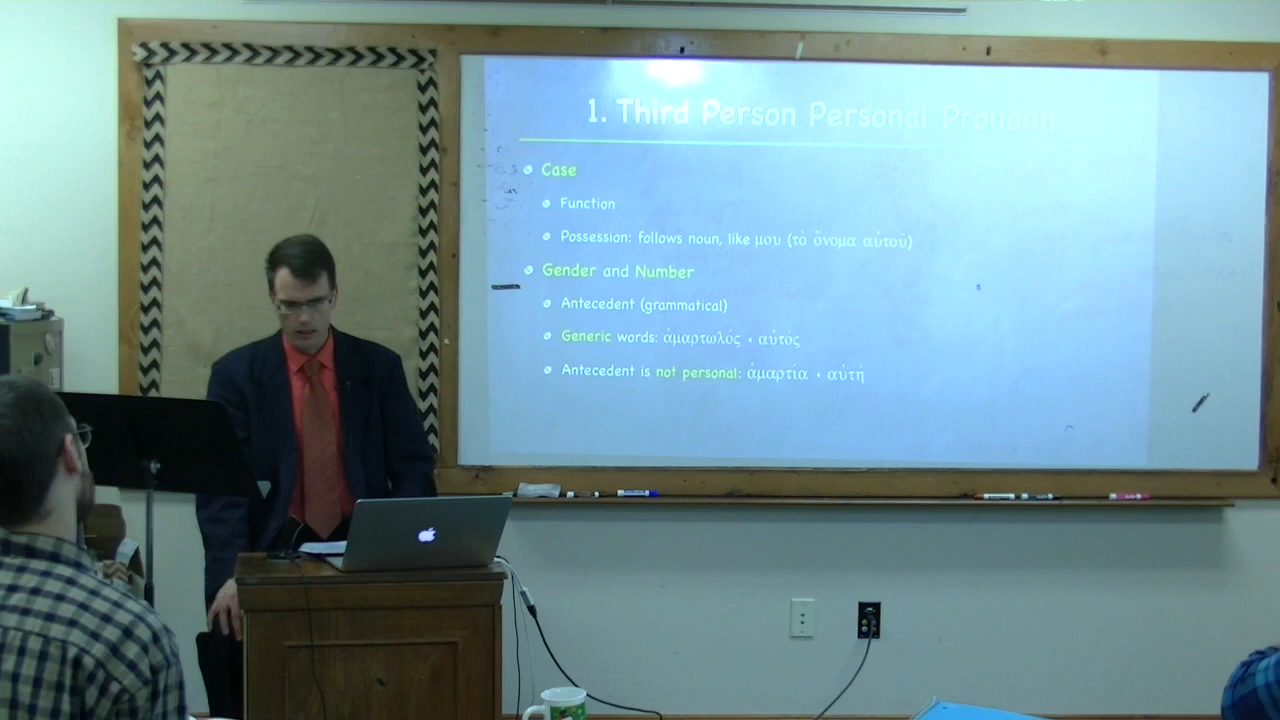 1. Third Person Personal Pronoun
Case
Function
Possession: follows noun, like μου (τὸ ὄνομα αὐτοῦ)
Gender and Number
Antecedent (grammatical)
Generic words: ἁμαρτωλός < αὐτός
Antecedent is not personal: ἁμαρτία < αὐτή